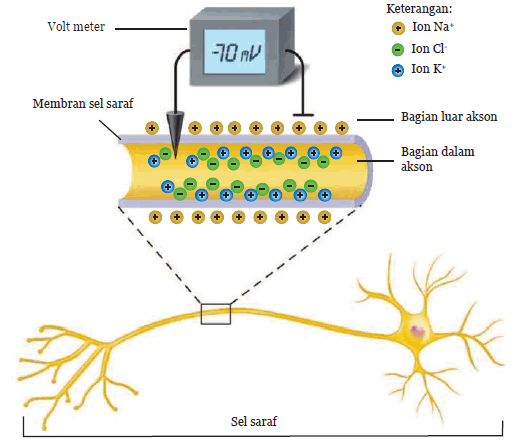 Keterangan:
Ion Na⁺
Ion Cl⁻
Ion K⁺
Volt meter
-70 mV
Membran sel saraf
Bagian luar akson
Bagian dalam
akson
Sel saraf